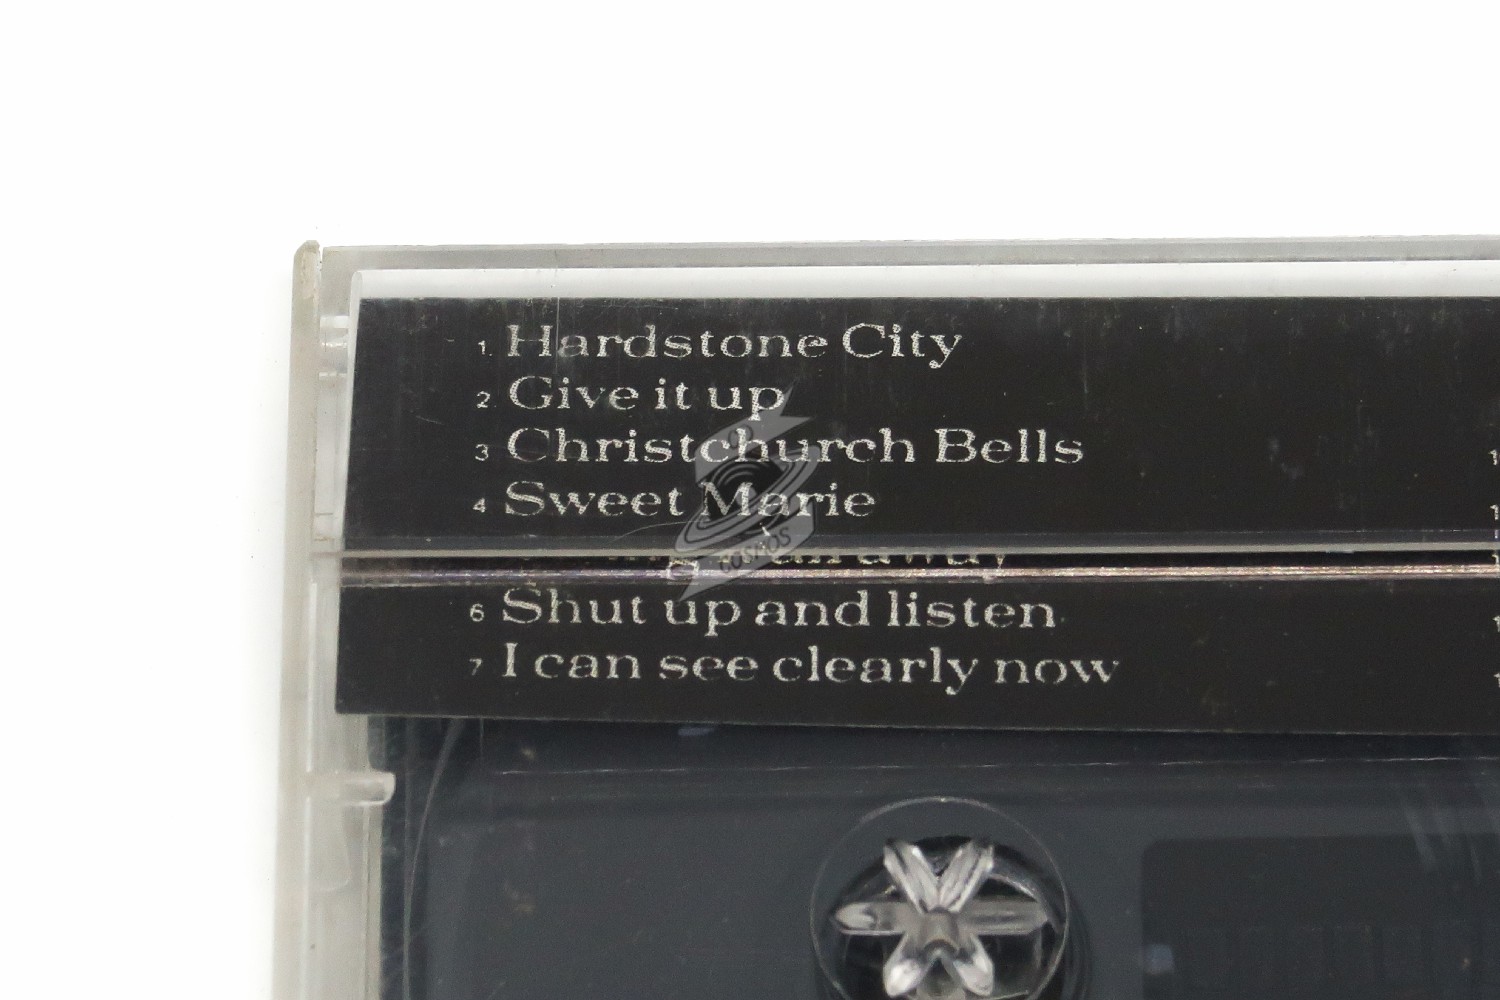 1. Hardstone City
2 Give it up
3 Christchurch Bells
4 Sweet Marie
6 Shut up and listen
7 I can see clearly now
COSMOS